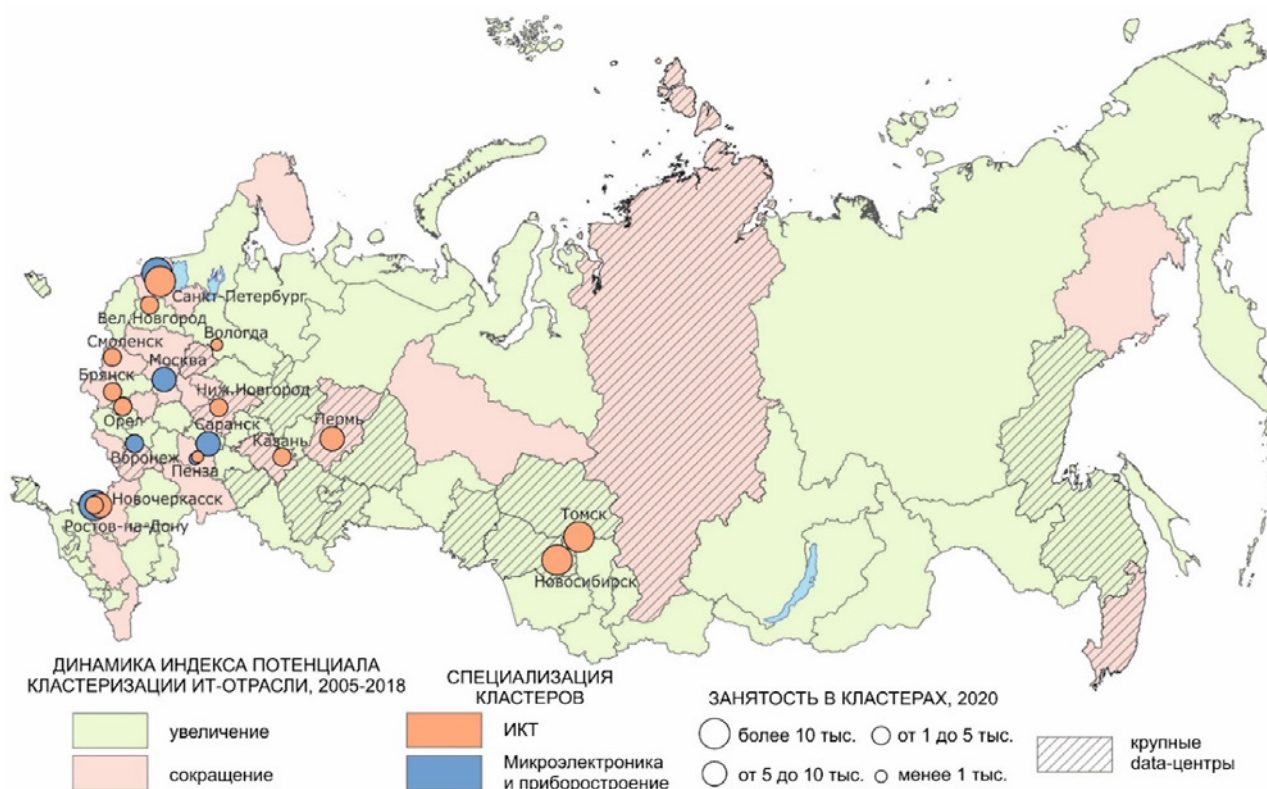 Санкт-Петербург
Вел.Новгород
Вологда
Смоленск
Москва
Брянск
Ниж.Новгород
Орел
Саранск
Казань
Пермь
Вбронеж
Пенза
Новочеркасск
Ростов-на-Дону
Томск
Новосибирск
ДИНАМИКА ИНДЕКСА ПОТЕНЦИАЛА
КЛАСТЕРИЗАЦИИ ИТ-ОТРАСЛИ, 2005-2018
увеличение
сокращение
СПЕЦИАЛИЗАЦИЯ
КЛАСТЕРОВ
ИКТ
Микроэлектроника
и приборостроение
ЗАНЯТОСТЬ В КЛАСТЕРАХ, 2020
более 10 тыс.
от 1 до 5 тыс.
от 5 до 10 тыс.
менее 1 тыс.
крупные
data-центры